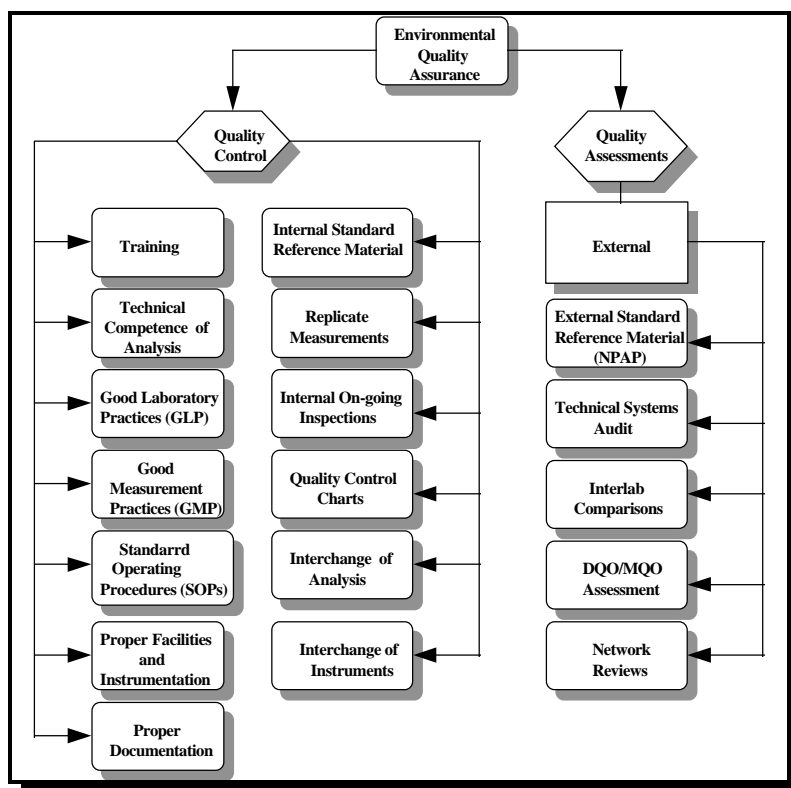 Environmental
Quality
Assurance
Quality
Control
Quality
Assessments
Training
Technical
Competence of
Analysis
Good Laboratory
Practices (GLP)
Good
Measurement
Practices (GMP)
Standarrd
Operating
Procedures (SOPs)
Proper Facilities
and
Instrumentation
Proper
Documentation
Internal Standard
Reference Material
Replicate
Measurements
Internal On-going
Inspections
Quality Control
Charts
Interchange of
Analysis
Interchange of
Instruments
External
External Standard
Reference Material
(NPAP)
Technical Systems
Audit
Interlab
Comparisons
DQO/MQO
Assessment
Network
Reviews